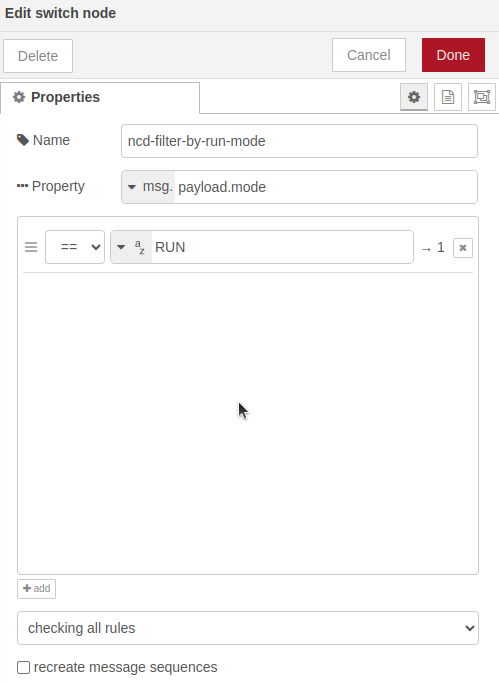 Edit switch node
Delete
Cancel
Done
Properties
Name
ncd-filter-by-run-mode
Property
msg. payload.mode
== a z RUN → 1
add
checking all rules
recreate message sequences